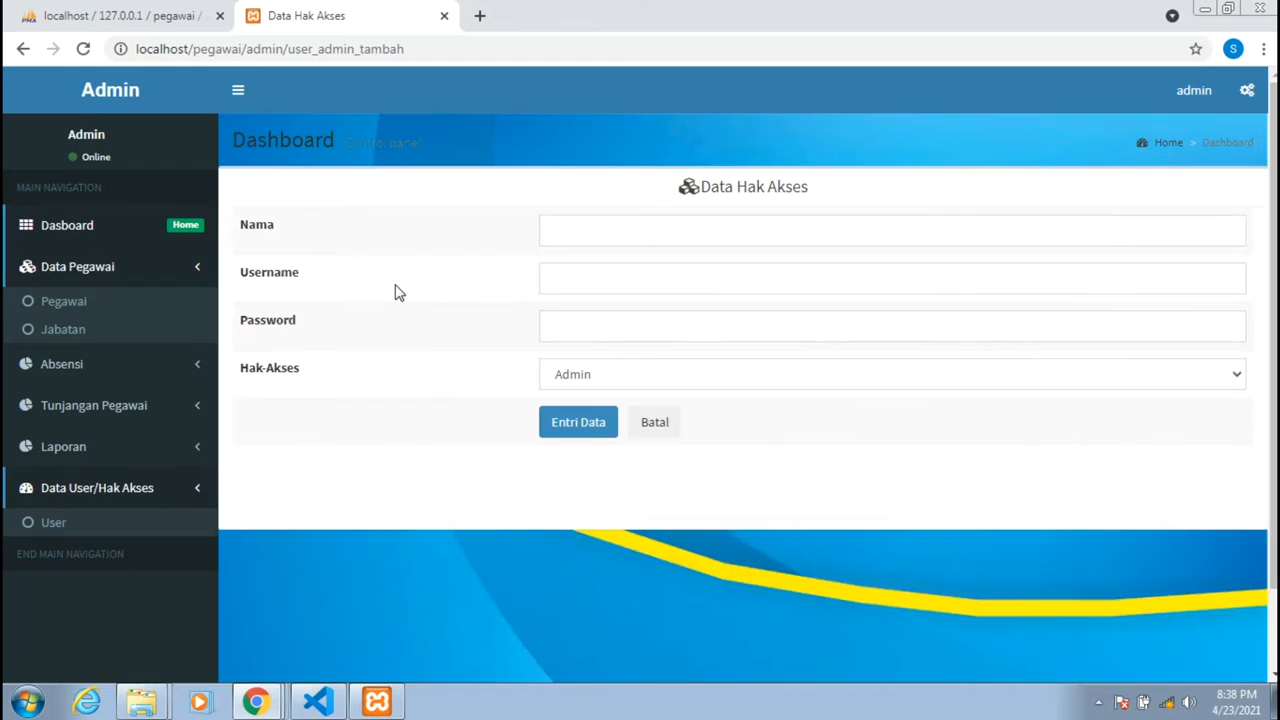 localhost / 127.0.0.1 / pegawai /
Data Hak Akses
localhost/pegawai/admin/user_admin_tambah
S
Admin
admin
Admin
Online
Dashboard Control panel
Home > Dashboard
MAIN NAVIGATION
Data Hak Akses
Dasboard Home
Nama
Data Pegawai
Username
Pegawai
Password
Jabatan
Absensi
Hak-Akses Admin
Tunjangan Pegawai
Entri Data Batal
Laporan
Data User/Hak Akses
User
END MAIN NAVIGATION
8:38 PM
4/23/2021